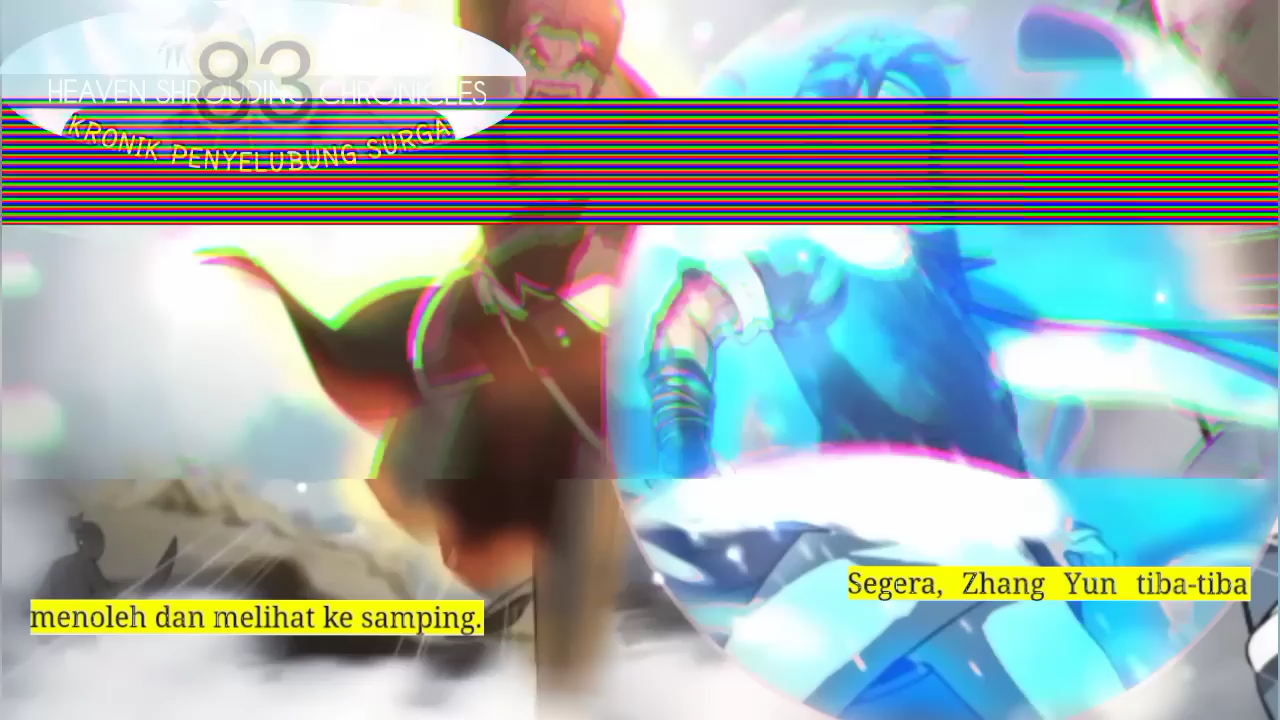 83
HEAVEN SHROUDING CHRONICLES
KRONIK PENYELUBUNG SURGA
Segera, Zhang Yun tiba-tiba
menoleh dan melihat ke samping.